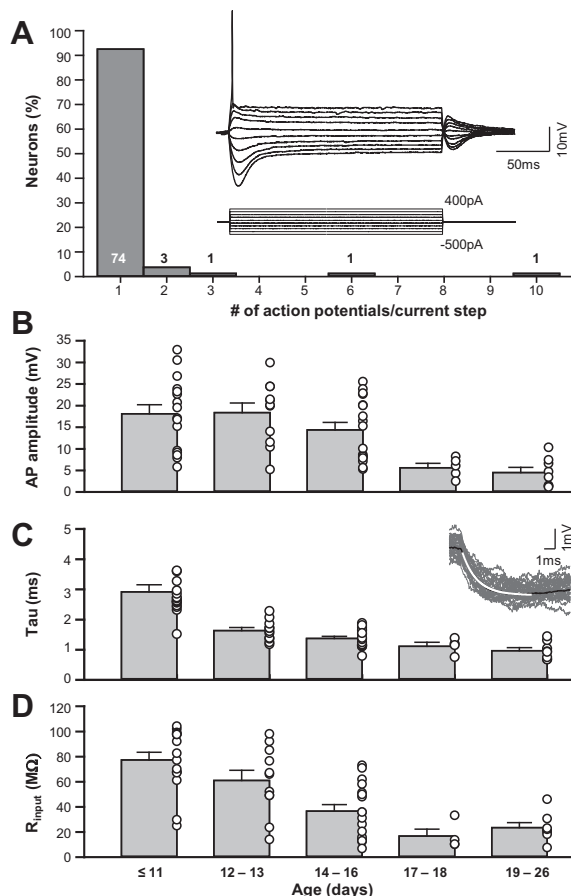 A
Neurons (%)
100
90
80
70
60
50
40
30
20
10
0
74
3
1
1
1
10mV
50ms
400pA
-500pA
1 2 3 4 5 6 7 8 9 10
# of action potentials/current step
B
AP amplitude (mV)
35
30
25
20
15
10
5
0
C
Tau (ms)
5
4
3
2
1
0
1mV
1ms
D
Rinput (MΩ)
120
100
80
60
40
20
0
≤ 11 12 – 13 14 – 16 17 – 18 19 – 26
Age (days)